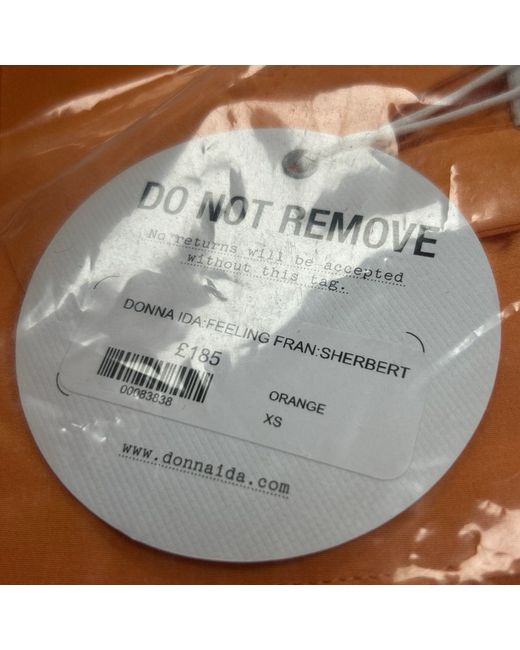 DO NOT REMOVE
No returns will be accepted
without this tag.
DONNA IDA:FEELING FRAN:SHERBERT
£185
00083838
ORANGE
XS
www.donnaida.com